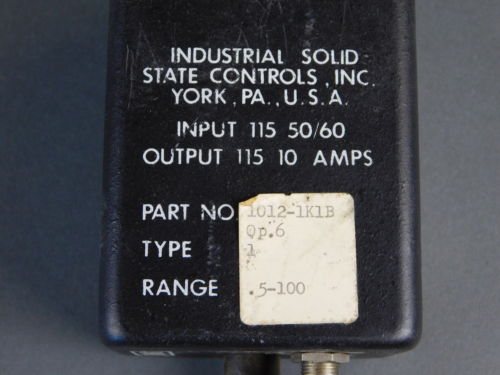 INDUSTRIAL SOLID
STATE CONTROLS, INC.
YORK, PA., U.S.A.
INPUT 115 50/60
OUTPUT 115 10 AMPS
PART NO. 1012-1K1B
Op.6
TYPE 1
RANGE .5-100